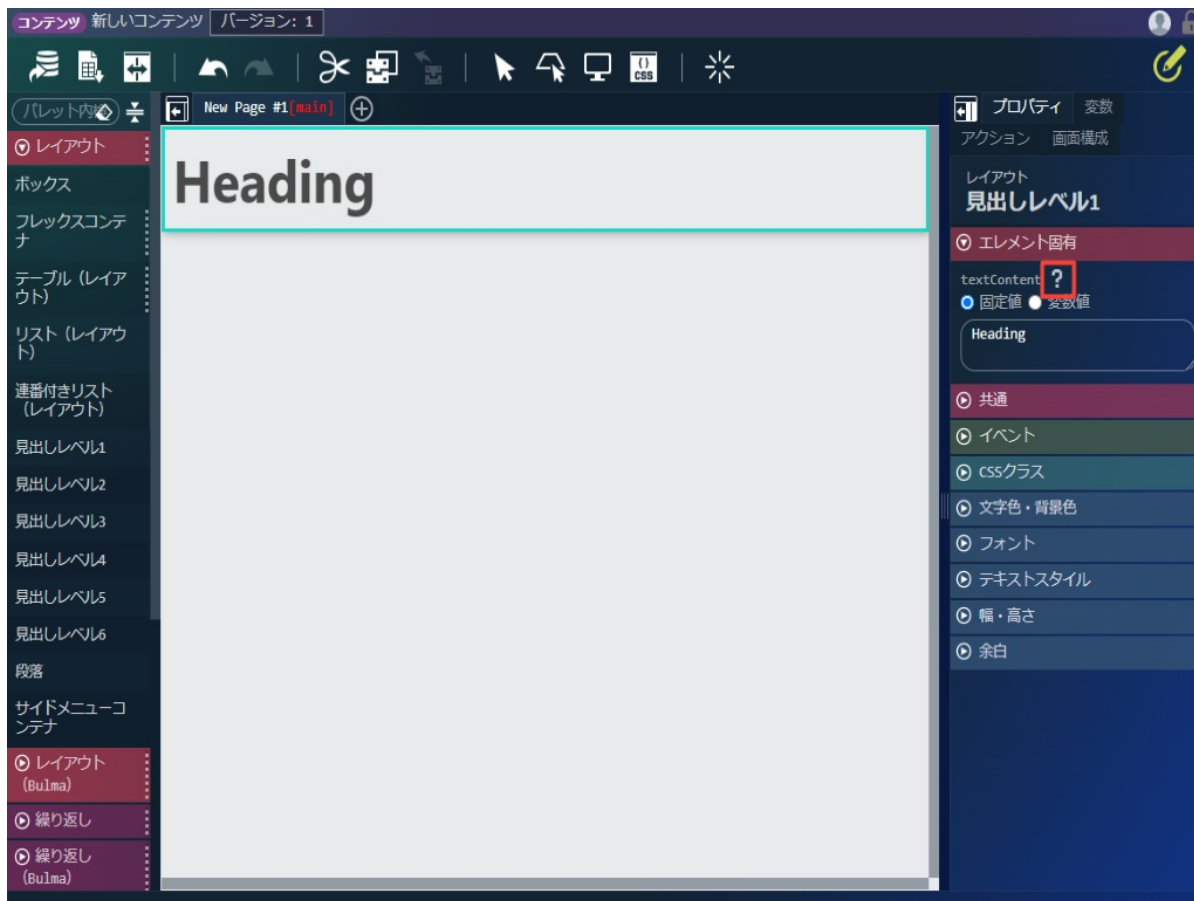 コンテンツ 新しいコンテンツ バージョン: 1
{} CSS
パレット内検
New Page #1[main]
プロパティ 変数
アクション 画面構成
レイアウト
ボックス
フレックスコンテ
ナ
テーブル（レイア
ウト）
リスト（レイアウ
ト）
連番付きリスト
（レイアウト）
見出しレベル1
見出しレベル2
見出しレベル3
見出しレベル4
見出しレベル5
見出しレベル6
段落
サイドメニューコ
ンテナ
レイアウト
(Bulma)
繰り返し
繰り返し
(Bulma)
Heading
レイアウト
見出しレベル1
エレメント固有
textContent ?
固定値 変数値
Heading
共通
イベント
CSSクラス
文字色・背景色
フォント
テキストスタイル
幅・高さ
余白